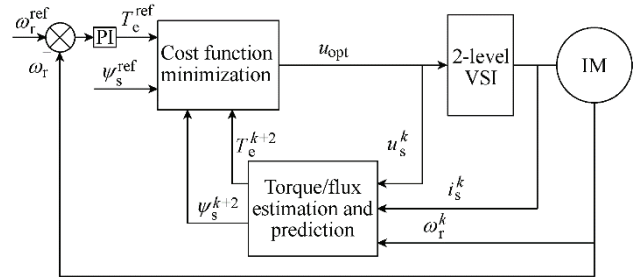 ω_r^ref
T_e^ref
PI
ω_r
ψ_s^ref
Cost function
minimization
u_opt
2-level
VSI
IM
T_e^{k+2}
ψ_s^{k+2}
Torque/flux
estimation and
prediction
u_s^k
i_s^k
ω_r^k